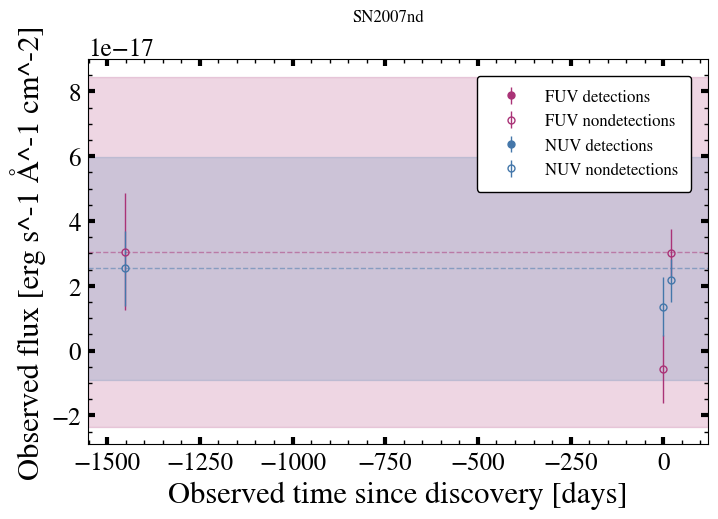 SN2007nd
1e−17
Observed flux [erg s^-1 Å^-1 cm^-2]
8
6
4
2
0
−2
FUV detections
FUV nondetections
NUV detections
NUV nondetections
−1500 −1250 −1000 −750 −500 −250 0
Observed time since discovery [days]